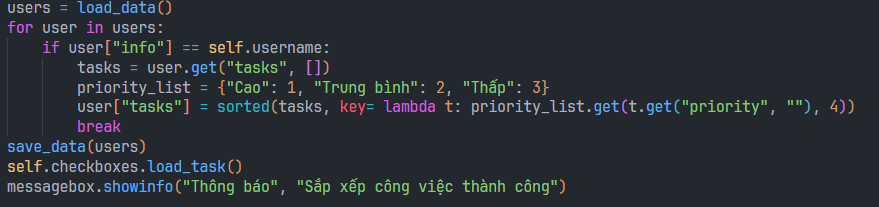 users = load_data()
for user in users:
    if user["info"] == self.username:
        tasks = user.get("tasks", [])
        priority_list = {"Cao": 1, "Trung bình": 2, "Thấp": 3}
        user["tasks"] = sorted(tasks, key= lambda t: priority_list.get(t.get("priority", ""), 4))
        break
save_data(users)
self.checkboxes.load_task()
messagebox.showinfo("Thông báo", "Sắp xếp công việc thành công")